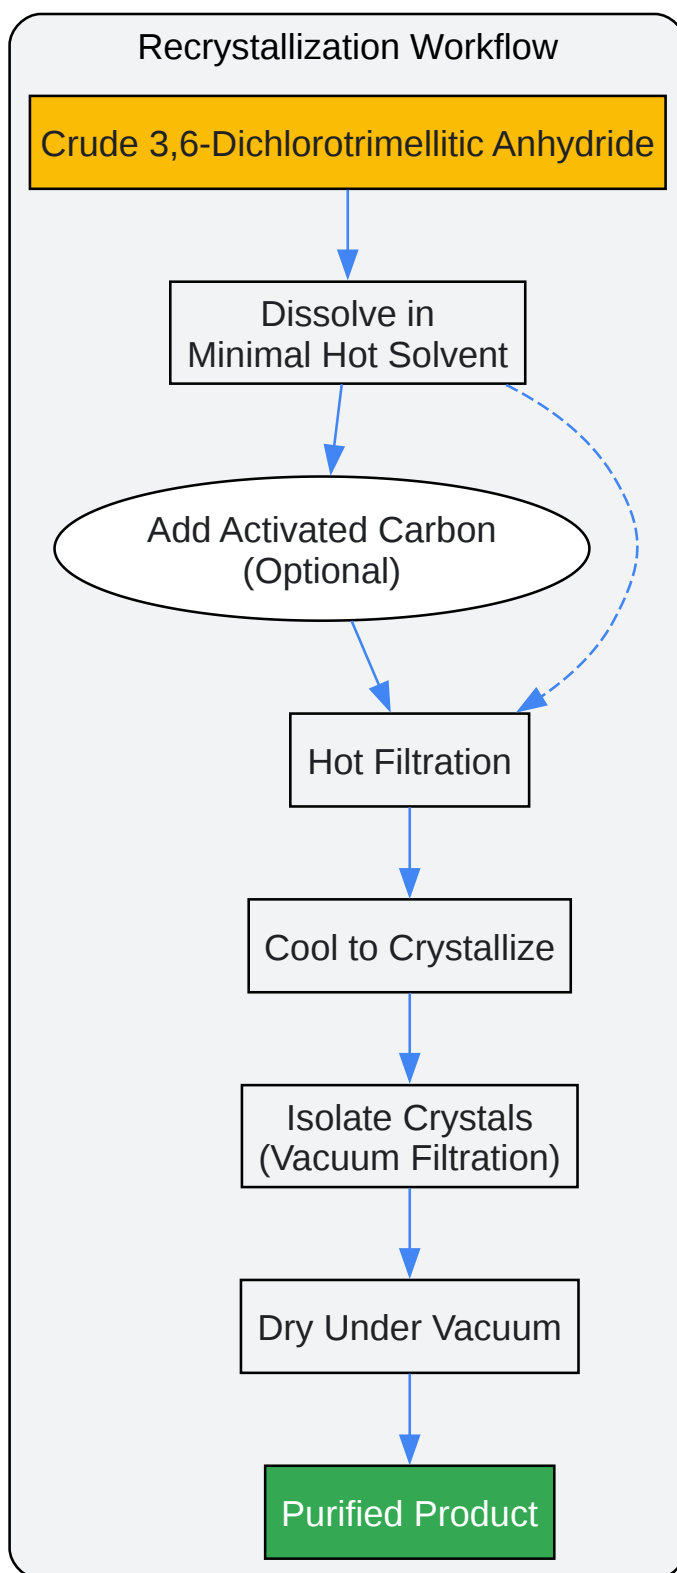 Recrystallization Workflow
Crude 3,6-Dichlorotrimellitic Anhydride
Dissolve in
Minimal Hot Solvent
Add Activated Carbon
(Optional)
Hot Filtration
Cool to Crystallize
Isolate Crystals
(Vacuum Filtration)
Dry Under Vacuum
Purified Product